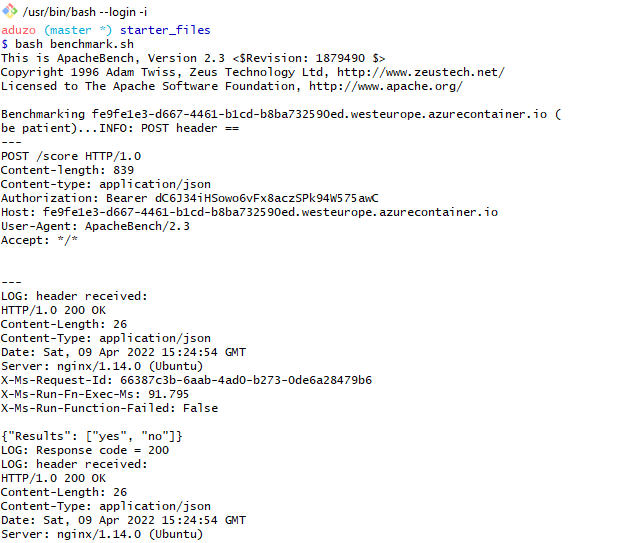 /usr/bin/bash --login -i
aduzo (master *) starter_files
$ bash benchmark.sh
This is ApacheBench, Version 2.3 <$Revision: 1879490 $>
Copyright 1996 Adam Twiss, Zeus Technology Ltd, http://www.zeustech.net/
Licensed to The Apache Software Foundation, http://www.apache.org/

Benchmarking fe9fe1e3-d667-4461-b1cd-b8ba732590ed.westeurope.azurecontainer.io (
be patient)...INFO: POST header ==
---
POST /score HTTP/1.0
Content-length: 839
Content-type: application/json
Authorization: Bearer dC6J34iHSowo6vFx8aczSPk94W575awC
Host: fe9fe1e3-d667-4461-b1cd-b8ba732590ed.westeurope.azurecontainer.io
User-Agent: ApacheBench/2.3
Accept: */*


---
LOG: header received:
HTTP/1.0 200 OK
Content-Length: 26
Content-Type: application/json
Date: Sat, 09 Apr 2022 15:24:54 GMT
Server: nginx/1.14.0 (Ubuntu)
X-Ms-Request-Id: 66387c3b-6aab-4ad0-b273-0de6a28479b6
X-Ms-Run-Fn-Exec-Ms: 91.795
X-Ms-Run-Function-Failed: False

{"Results": ["yes", "no"]}
LOG: Response code = 200
LOG: header received:
HTTP/1.0 200 OK
Content-Length: 26
Content-Type: application/json
Date: Sat, 09 Apr 2022 15:24:54 GMT
Server: nginx/1.14.0 (Ubuntu)